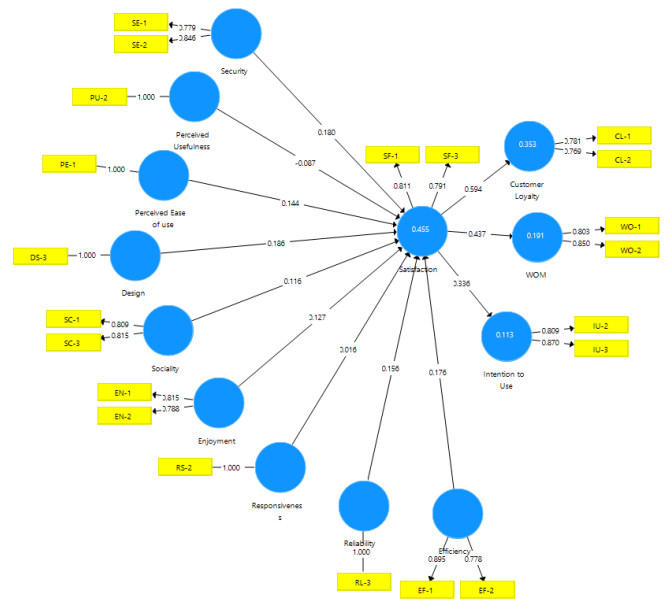 SE-1
0.779
SE-2
0.846
Security
PU-2
1.000
Perceived
Usefulness
0.180
-0.087
PE-1
1.000
Perceived Ease
of use
0.144
SF-1
SF-3
0.811
0.791
0.353
Customer
Loyalty
0.781
0.769
CL-1
CL-2
0.594
DS-3
1.000
Design
0.186
0.455
Satisfaction
0.437
0.191
WOM
0.803
0.850
WO-1
WO-2
0.116
0.336
SC-1
0.809
SC-3
0.815
Sociality
0.127
0.113
Intention to
Use
0.809
0.870
IU-2
IU-3
0.016
0.156
0.176
EN-1
0.815
EN-2
0.788
Enjoyment
RS-2
1.000
Responsivenes
s
Reliability
1.000
RL-3
Efficiency
0.895
0.778
EF-1
EF-2